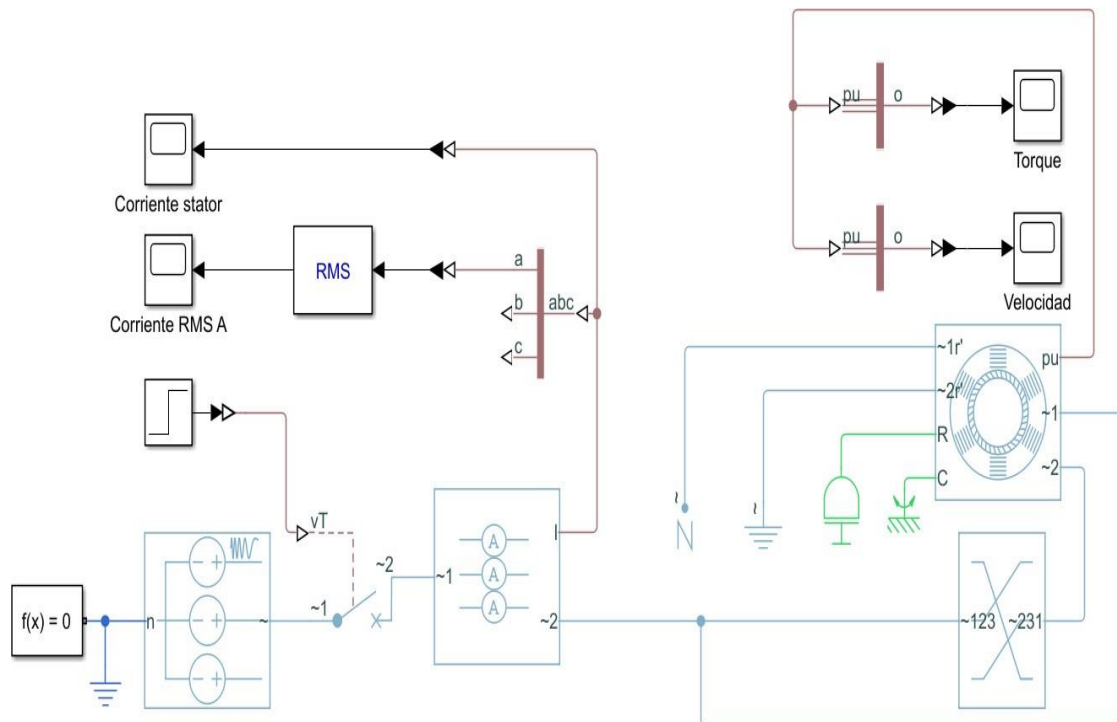 pu
o
Torque
Corriente stator
pu
o
Velocidad
a
RMS
b
abc
Corriente RMS A
c
~1r'
pu
~2r'
~1
R
~2
C
~
~
N
vT
I
A
~2
~1
A
A
~1
f(x) = 0
n
~
~2
~123
~231